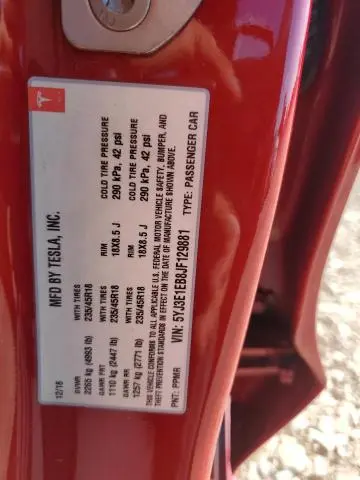 MFD BY TESLA, INC.
12/18
GVWR WITH TIRES RIM COLD TIRE PRESSURE
2265 kg (4993 lb) 235/45R18 18X8.5 J 290 kPa, 42 psi
GAWR FRT WITH TIRES RIM COLD TIRE PRESSURE
1110 kg (2447 lb) 235/45R18 18X8.5 J 290 kPa, 42 psi
GAWR RR
1257 kg (2771 lb)
THIS VEHICLE CONFORMS TO ALL APPLICABLE U.S. FEDERAL MOTOR VEHICLE SAFETY, BUMPER, AND
THEFT PREVENTION STANDARDS IN EFFECT ON THE DATE OF MANUFACTURE SHOWN ABOVE.
VIN: 5YJ3E1EB8JF129881
PNT: PPMR TYPE: PASSENGER CAR